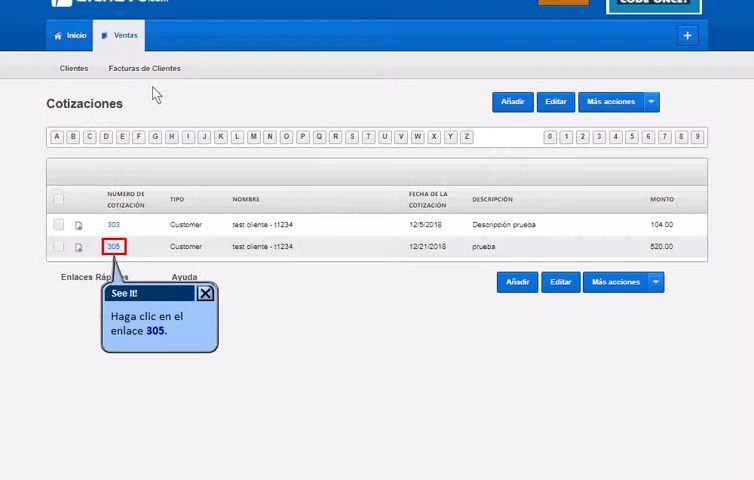 CODE ONCE!
Inicio Ventas +
Clientes Facturas de Clientes
Cotizaciones Añadir Editar Más acciones
A B C D E F G H I J K L M N O P Q R S T U V W X Y Z 0 1 2 3 4 5 6 7 8 9
NÚMERO DE COTIZACIÓN TIPO NOMBRE FECHA DE LA COTIZACIÓN DESCRIPCIÓN MONTO
303 Customer test cliente - t1234 12/5/2018 Descripción prueba 104.00
305 Customer test cliente - t1234 12/21/2018 prueba 520.00
Enlaces Ráp Ayuda Añadir Editar Más acciones
See It!
Haga clic en el
enlace 305.